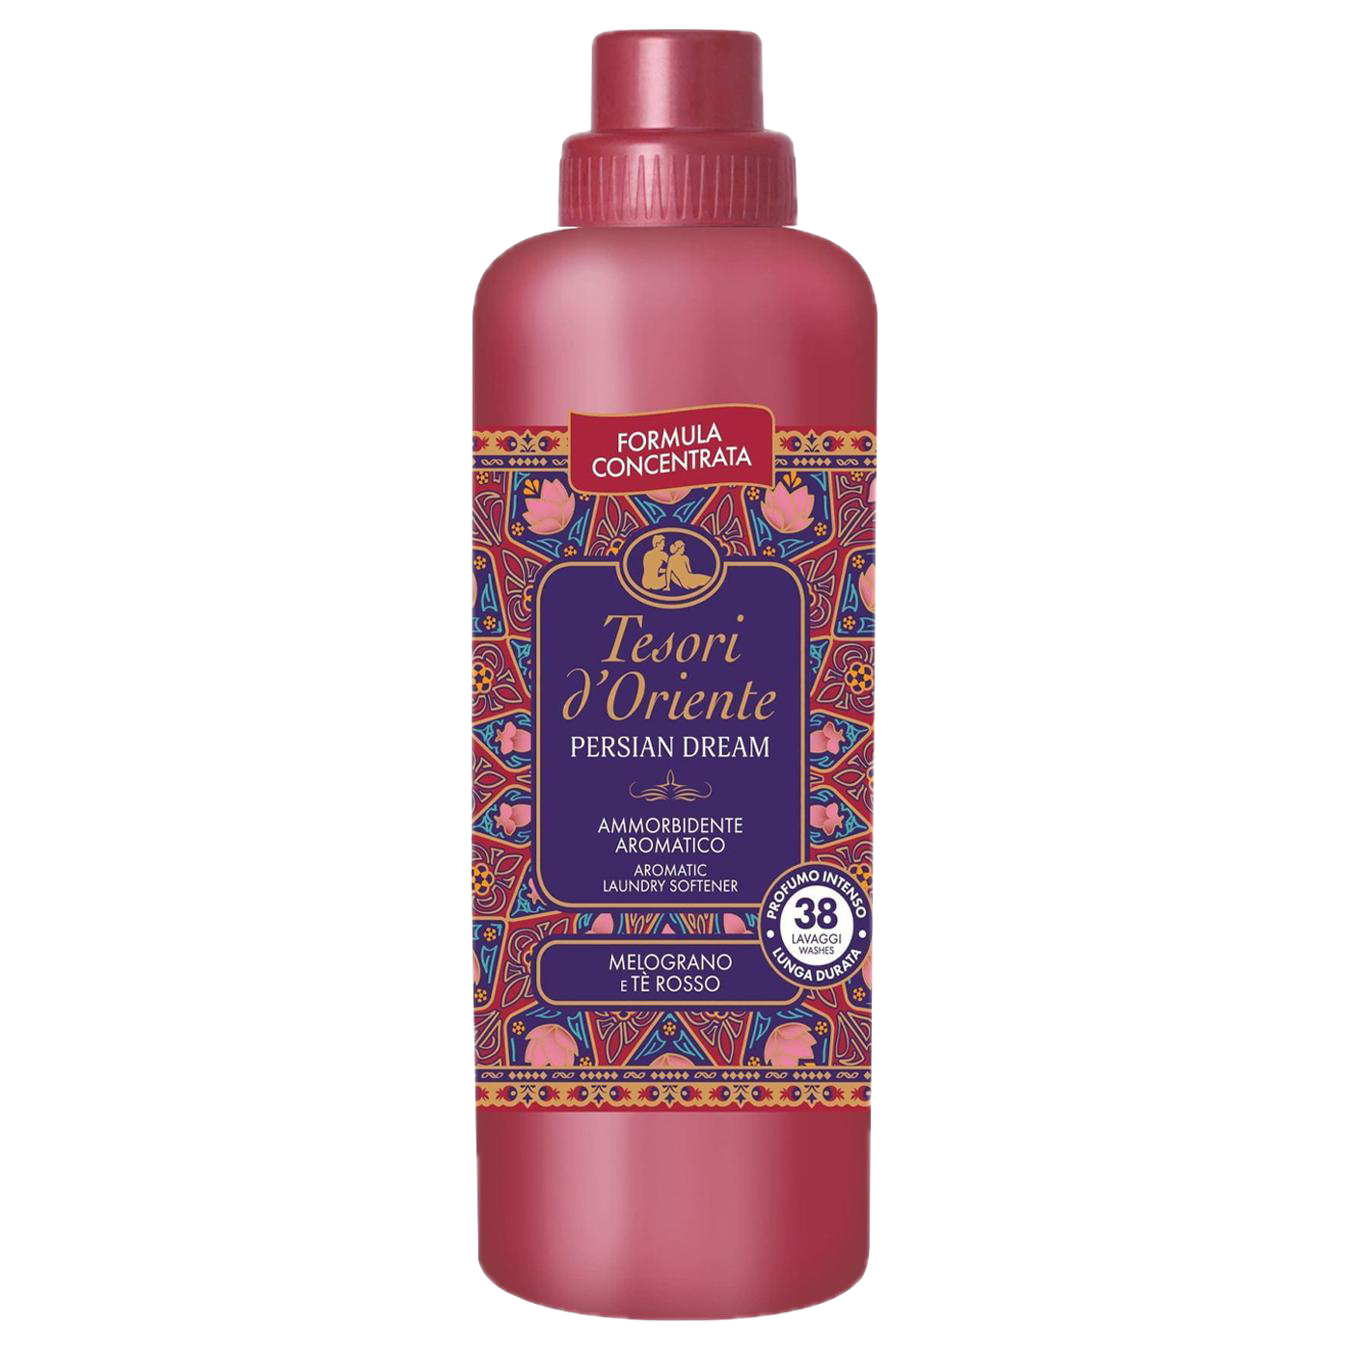 FORMULA
CONCENTRATA
Tesori
d'Oriente
PERSIAN DREAM
AMMORBIDENTE
AROMATICO
AROMATIC
LAUNDRY SOFTENER
PROFUMO INTENSO
38
LAVAGGI
WASHES
LUNGA DURATA
MELOGRANO
E TÈ ROSSO